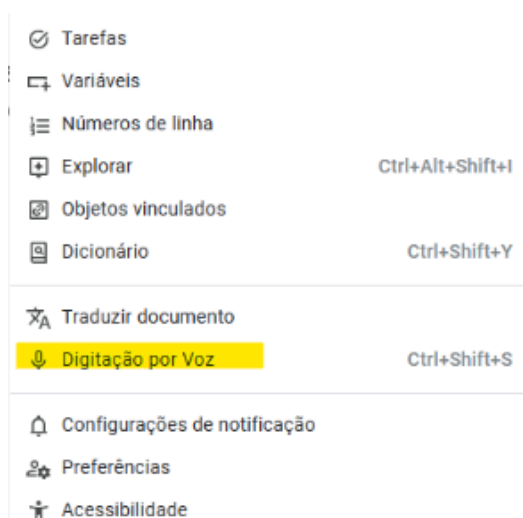 Tarefas
Variáveis
Números de linha
Explorar Ctrl+Alt+Shift+I
Objetos vinculados
Dicionário Ctrl+Shift+Y
Traduzir documento
Digitação por Voz Ctrl+Shift+S
Configurações de notificação
Preferências
Acessibilidade